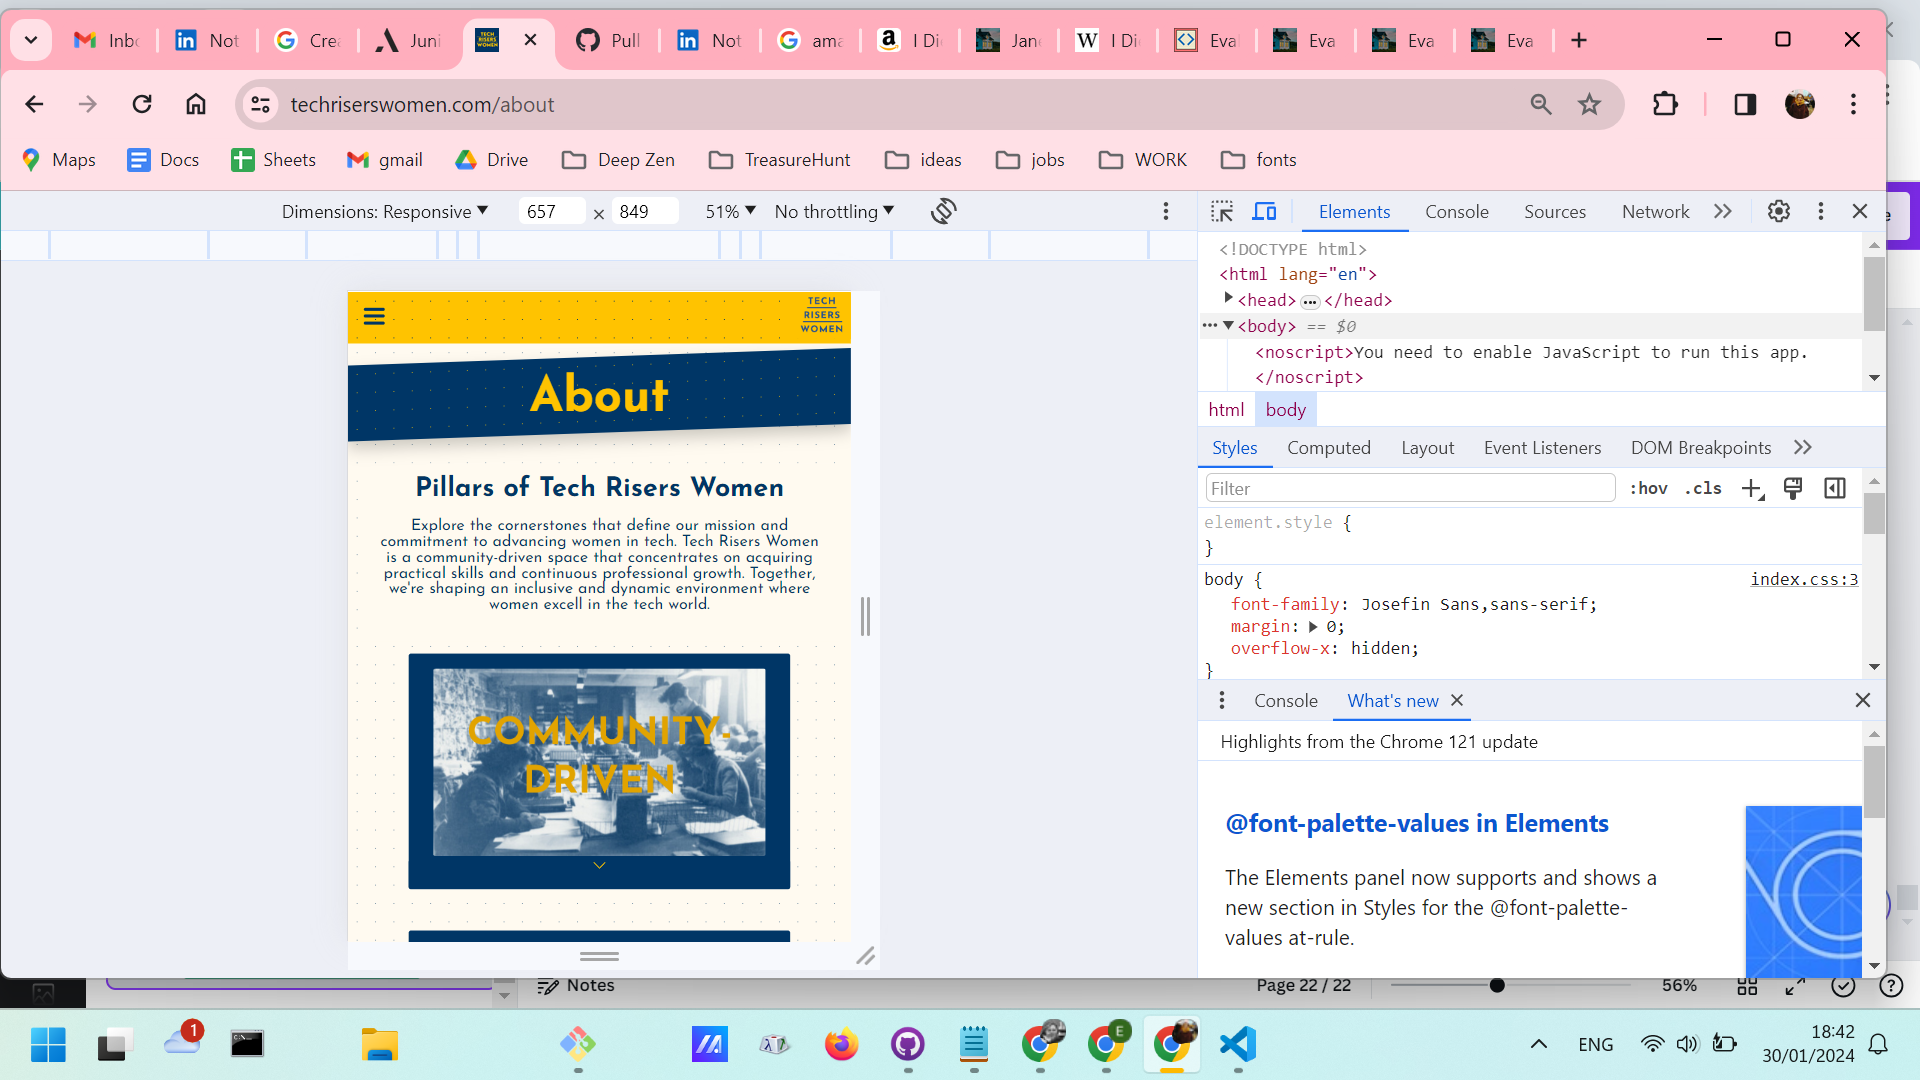 Inb
Not
G Crea
Juni
TECH RISERS WOMEN
Pull
Not
ama
I Di
Jan
W I Di
Eva
Eva
Eva
Eva
techriserswomen.com/about
Maps Docs Sheets gmail Drive Deep Zen TreasureHunt ideas jobs WORK fonts
Dimensions: Responsive 657 × 849 51% No throttling
Elements Console Sources Network
<!DOCTYPE html>
<html lang="en">
<head> ••• </head>
••• <body> == $0
<noscript>You need to enable JavaScript to run this app.
</noscript>
html body
Styles Computed Layout Event Listeners DOM Breakpoints
Filter :hov .cls
element.style {
}
body { index.css:3
font-family: Josefin Sans,sans-serif;
margin: 0;
overflow-x: hidden;
}
Console What's new
Highlights from the Chrome 121 update
@font-palette-values in Elements
The Elements panel now supports and shows a
new section in Styles for the @font-palette-
values at-rule.
TECH
RISERS
WOMEN
About
Pillars of Tech Risers Women
Explore the cornerstones that define our mission and
commitment to advancing women in tech. Tech Risers Women
is a community-driven space that concentrates on acquiring
practical skills and continuous professional growth. Together,
we're shaping an inclusive and dynamic environment where
women excell in the tech world.
COMMUNITY-
DRIVEN
Notes
Page 22 / 22 56%
1
E
ENG
18:42
30/01/2024